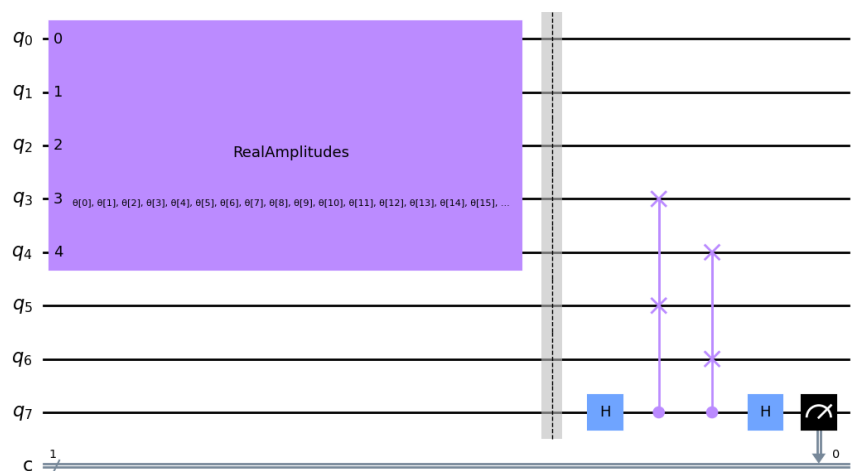 q0
0
q1
1
q2
2
RealAmplitudes
q3
3
θ[0], θ[1], θ[2], θ[3], θ[4], θ[5], θ[6], θ[7], θ[8], θ[9], θ[10], θ[11], θ[12], θ[13], θ[14], θ[15], ...
q4
4
q5
q6
q7
H
H
c
1
0